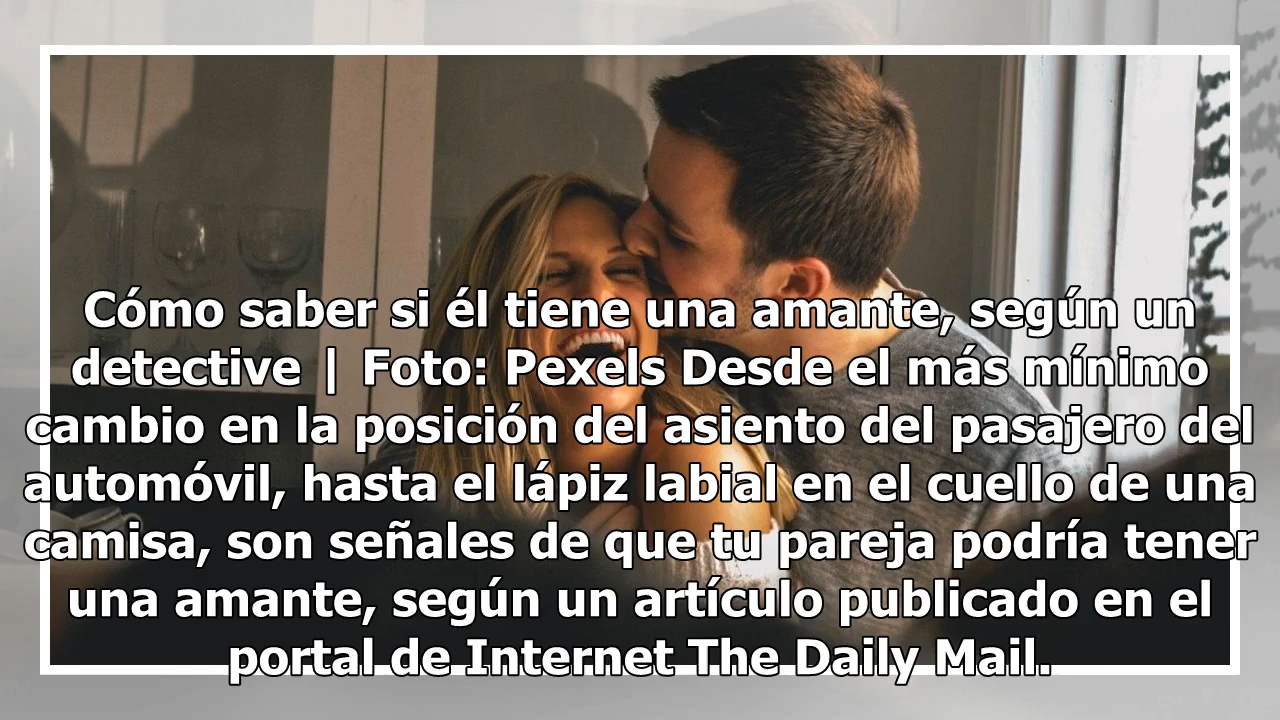 Cómo saber si él tiene una amante, según un
detective | Foto: Pexels Desde el más mínimo
cambio en la posición del asiento del pasajero del
automóvil, hasta el lápiz labial en el cuello de una
camisa, son señales de que tu pareja podría tener
una amante, según un artículo publicado en el
portal de Internet The Daily Mail.